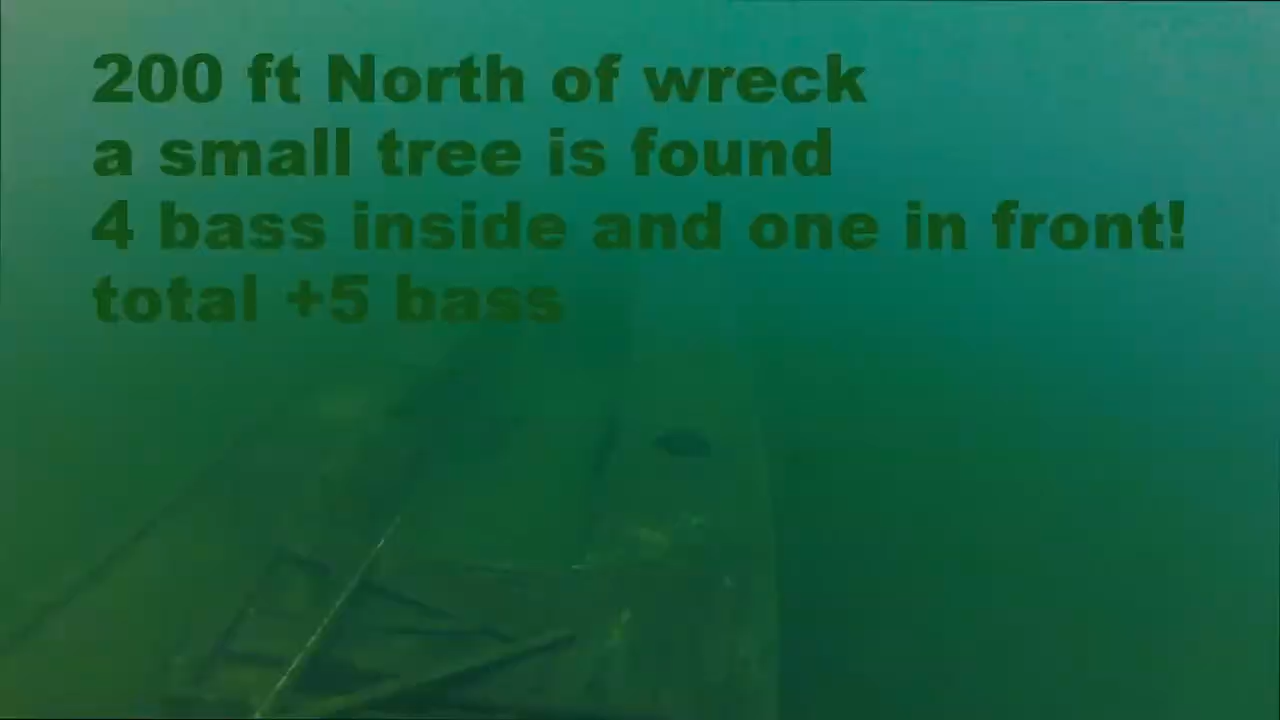 200 ft North of wreck
a small tree is found
4 bass inside and one in front!
total +5 bass